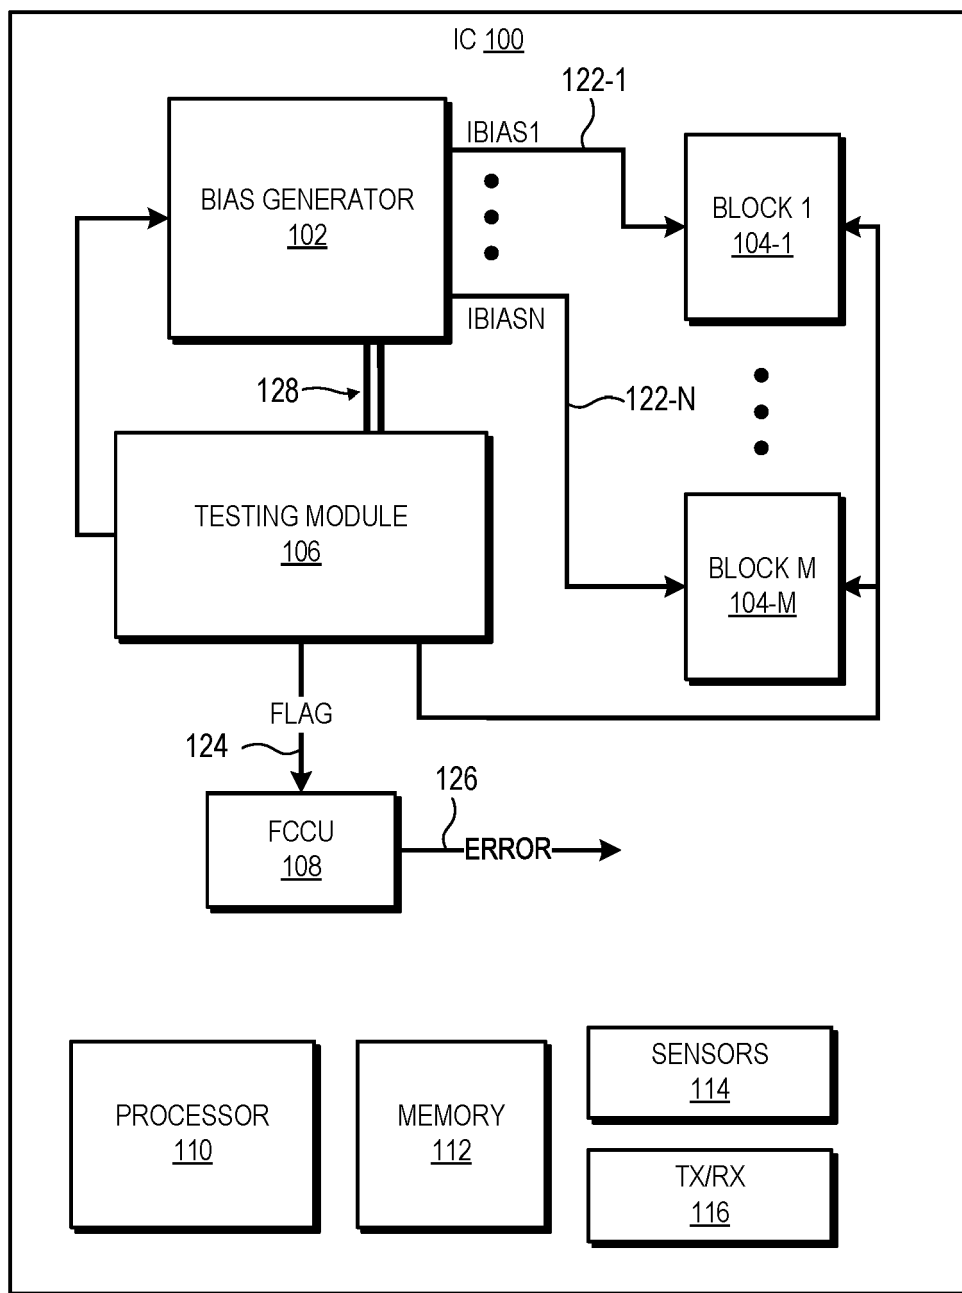 IC 100
122-1
IBIAS1
BIAS GENERATOR
102
BLOCK 1
104-1
IBIASN
128
122-N
TESTING MODULE
106
BLOCK M
104-M
FLAG
124
126
FCCU
108
ERROR
PROCESSOR
110
MEMORY
112
SENSORS
114
TX/RX
116